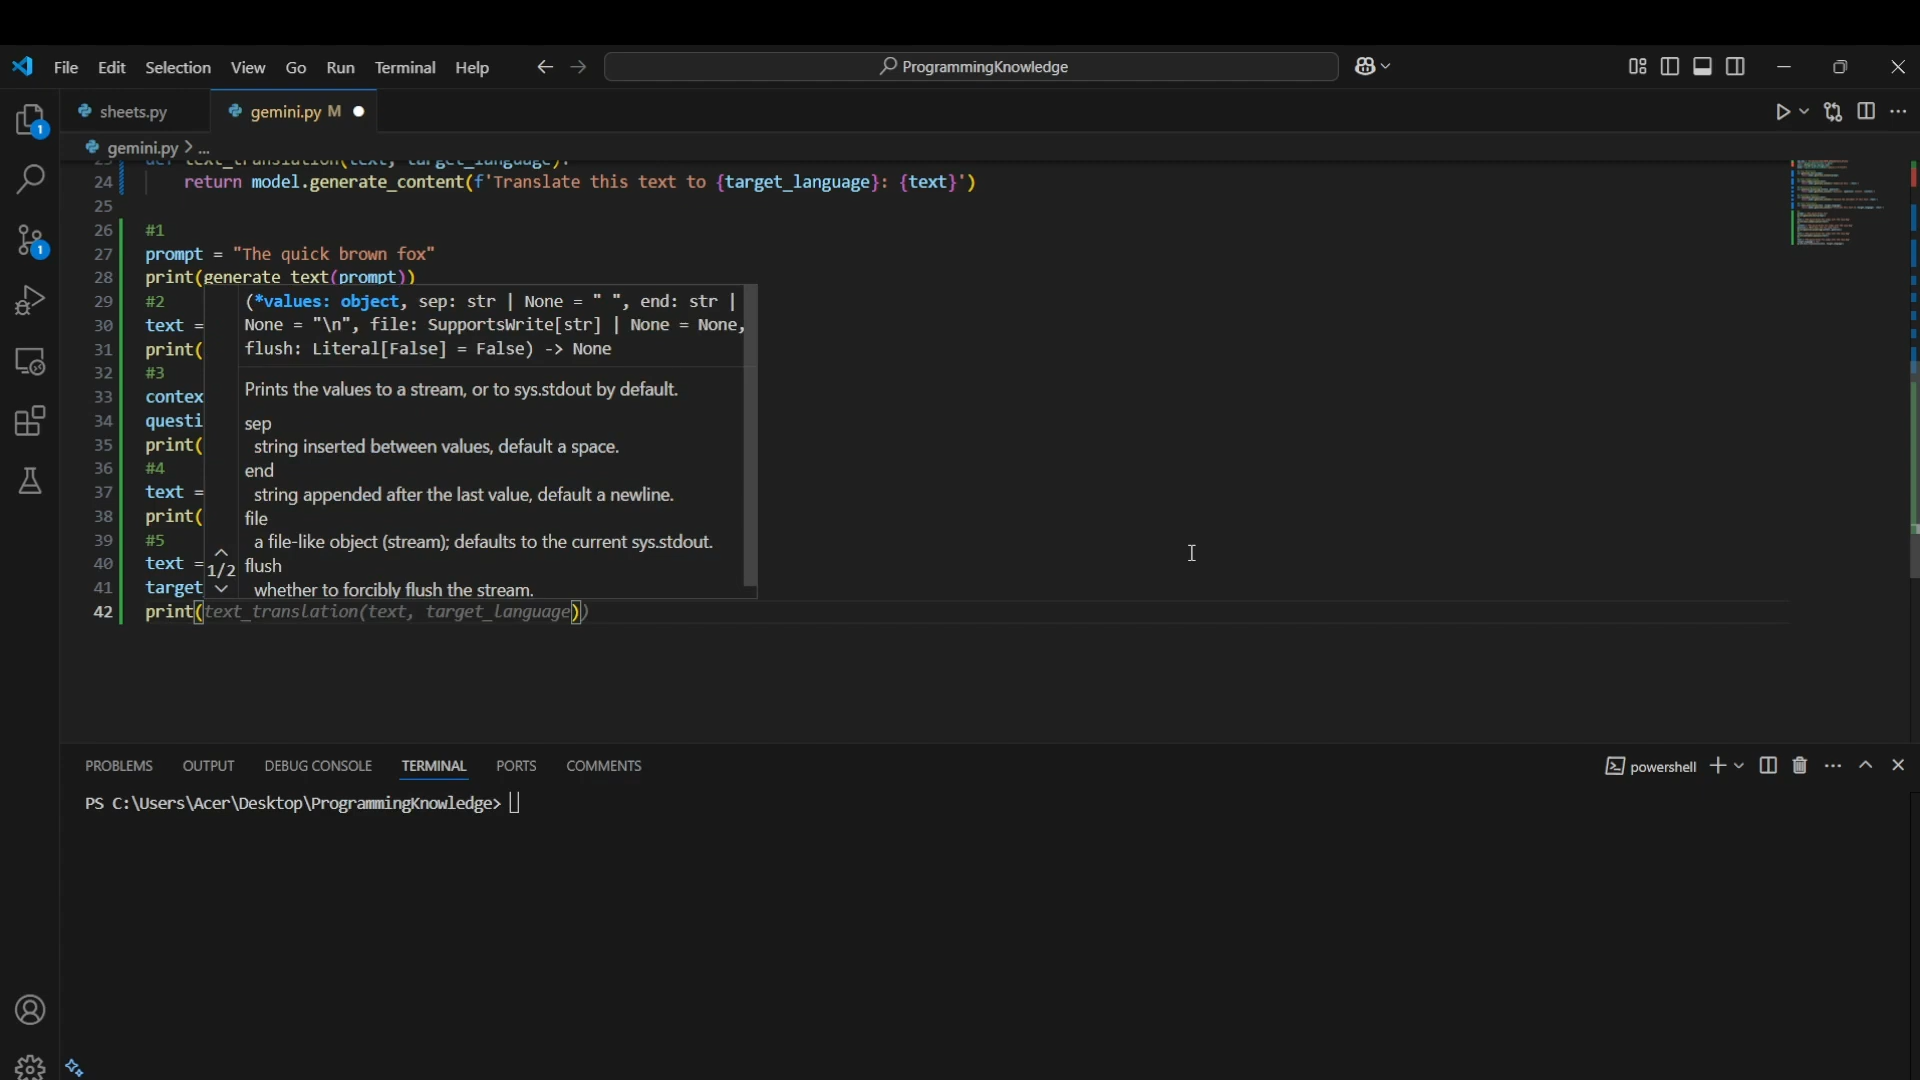 File Edit Selection View Go Run Terminal Help
ProgrammingKnowledge
sheets.py
gemini.py M
gemini.py > ...
24 return model.generate_content(f'Translate this text to {target_language}: {text}')
25
26 #1
27 prompt = "The quick brown fox"
28 print(generate_text(prompt))
29 #2
30 text =
31 print(
32 #3
33 contex
34 questi
35 print(
36 #4
37 text =
38 print(
39 #5
40 text =
41 target
42 print(text_translation(text, target_language))
(*values: object, sep: str | None = " ", end: str |
None = "\n", file: SupportsWrite[str] | None = None,
flush: Literal[False] = False) -> None
Prints the values to a stream, or to sys.stdout by default.
sep
string inserted between values, default a space.
end
string appended after the last value, default a newline.
file
a file-like object (stream); defaults to the current sys.stdout.
1/2
flush
whether to forcibly flush the stream.
PROBLEMS OUTPUT DEBUG CONSOLE TERMINAL PORTS COMMENTS
powershell
PS C:\Users\Acer\Desktop\ProgrammingKnowledge>
1
1